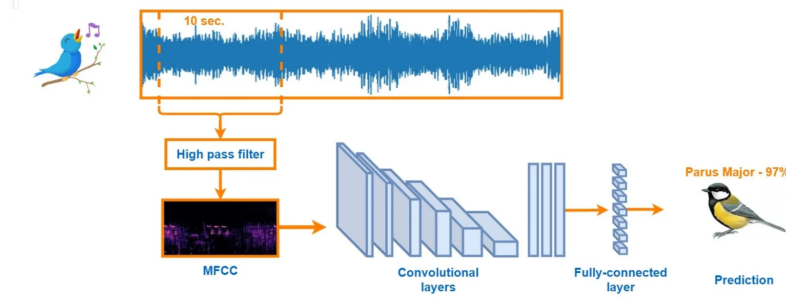 10 sec.
High pass filter
Parus Major - 97%
MFCC
Convolutional
layers
Fully-connected
layer
Prediction